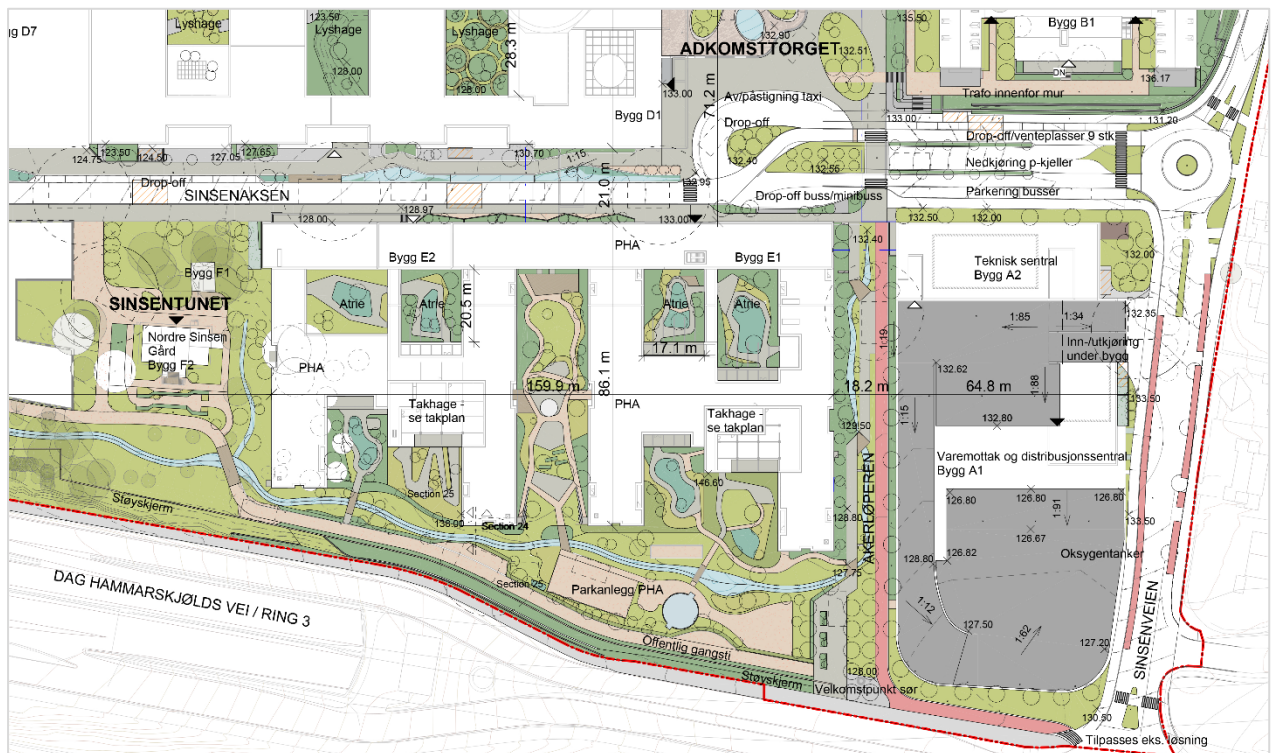 Lyshage
123.50
Lyshage
128.00
Lyshage
128.00
28.3 m
132.90
ADKOMSTTORGET
132.51
135.50
Bygg B1
DN
136.17
g D7
133.00
Bygg D1
71.2 m
Av/påstigning taxi
Drop-off
132.40
132.56
133.00
Trafo innenfor mur
131.20
Drop-off/venteplasser 9 stk
Nedkjøring p-kjeller
Parkering busser
124.75
123.50
124.50
127.05
127.65
130.70
1:15
132.95
Drop-off
SINSENAKSEN
21.0 m
Drop-off buss/minibuss
128.00
128.97
133.00
132.50
132.00
132.40
132.00
PHA
Bygg E2
Bygg E1
Teknisk sentral
Bygg A2
Bygg F1
SINSENTUNET
Nordre Sinsen
Gård
Bygg F2
Atrie
Atrie
20.5 m
Atrie
Atrie
17.1 m
1:19
1:85
1:34
132.35
Inn-/utkjøring
under bygg
132.62
1:88
PHA
159.9 m
86.1 m
PHA
18.2 m
64.8 m
133.50
1:15
132.80
Takhage -
se takplan
Takhage -
se takplan
129.50
Varemottak og distribusjonssentral
Bygg A1
146.60
126.80
126.80
126.80
1:91
Section 25
Støyskjerm
138.00
Section 24
128.80
AKERLØPEREN
133.50
126.67
Oksygentanker
126.82
128.80
127.75
DAG HAMMARSKJØLDS VEI / RING 3
Section 25
Parkanlegg PHA
1:12
127.50
1:62
127.20
Offentlig gangsti
Støyskjerm
128.00
Velkomstpunkt sør
SINSENVEIEN
130.50
Tilpasses eks. løsning